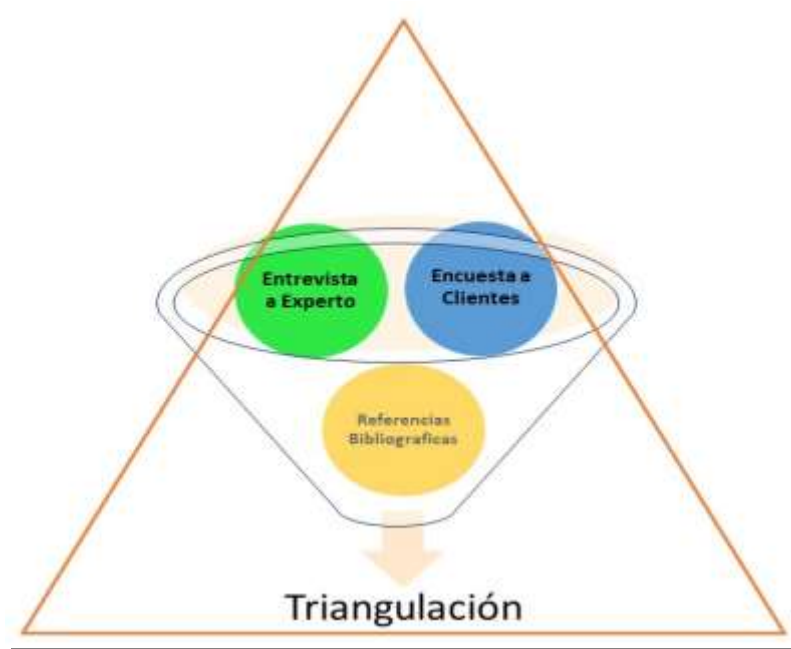 Entrevista
a Experto
Encuesta a
Clientes
Referencias
Bibliograficas
Triangulación